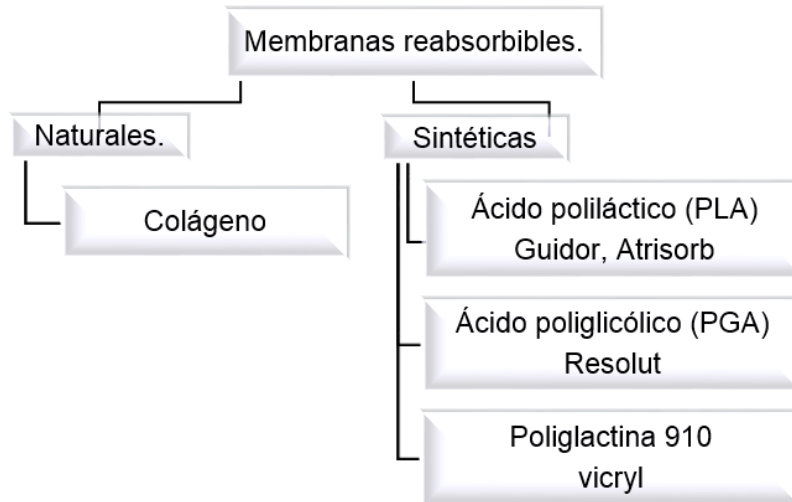 Membranas reabsorbibles.
Naturales.
Colágeno
Sintéticas
Ácido poliláctico (PLA)
Guidor, Atrisorb
Ácido poliglicólico (PGA)
Resolut
Poliglactina 910
vicryl